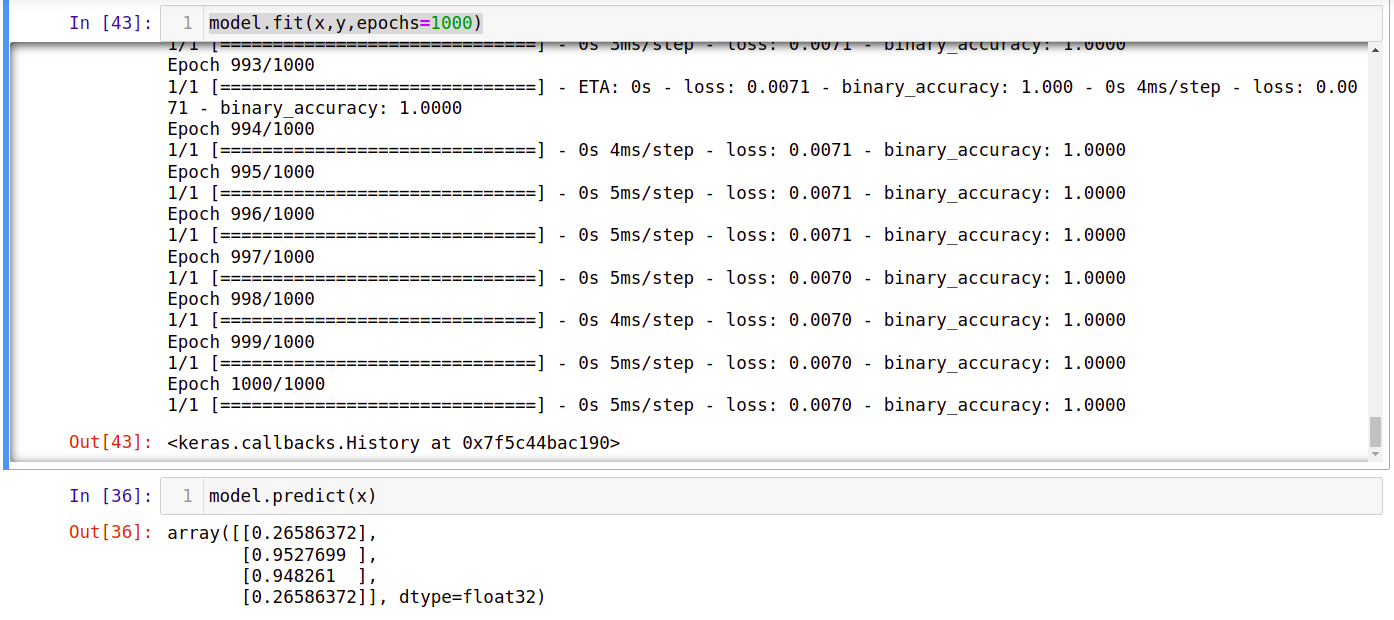 In [43]: 1 model.fit(x,y,epochs=1000)
1/1 [==============================] - 0s 3ms/step - loss: 0.0071 - binary_accuracy: 1.0000
Epoch 993/1000
1/1 [==============================] - ETA: 0s - loss: 0.0071 - binary_accuracy: 1.000 - 0s 4ms/step - loss: 0.00
71 - binary_accuracy: 1.0000
Epoch 994/1000
1/1 [==============================] - 0s 4ms/step - loss: 0.0071 - binary_accuracy: 1.0000
Epoch 995/1000
1/1 [==============================] - 0s 5ms/step - loss: 0.0071 - binary_accuracy: 1.0000
Epoch 996/1000
1/1 [==============================] - 0s 5ms/step - loss: 0.0071 - binary_accuracy: 1.0000
Epoch 997/1000
1/1 [==============================] - 0s 5ms/step - loss: 0.0070 - binary_accuracy: 1.0000
Epoch 998/1000
1/1 [==============================] - 0s 4ms/step - loss: 0.0070 - binary_accuracy: 1.0000
Epoch 999/1000
1/1 [==============================] - 0s 5ms/step - loss: 0.0070 - binary_accuracy: 1.0000
Epoch 1000/1000
1/1 [==============================] - 0s 5ms/step - loss: 0.0070 - binary_accuracy: 1.0000
Out[43]: <keras.callbacks.History at 0x7f5c44bac190>
In [36]: 1 model.predict(x)
Out[36]: array([[0.26586372],
[0.9527699 ],
[0.948261  ],
[0.26586372]], dtype=float32)